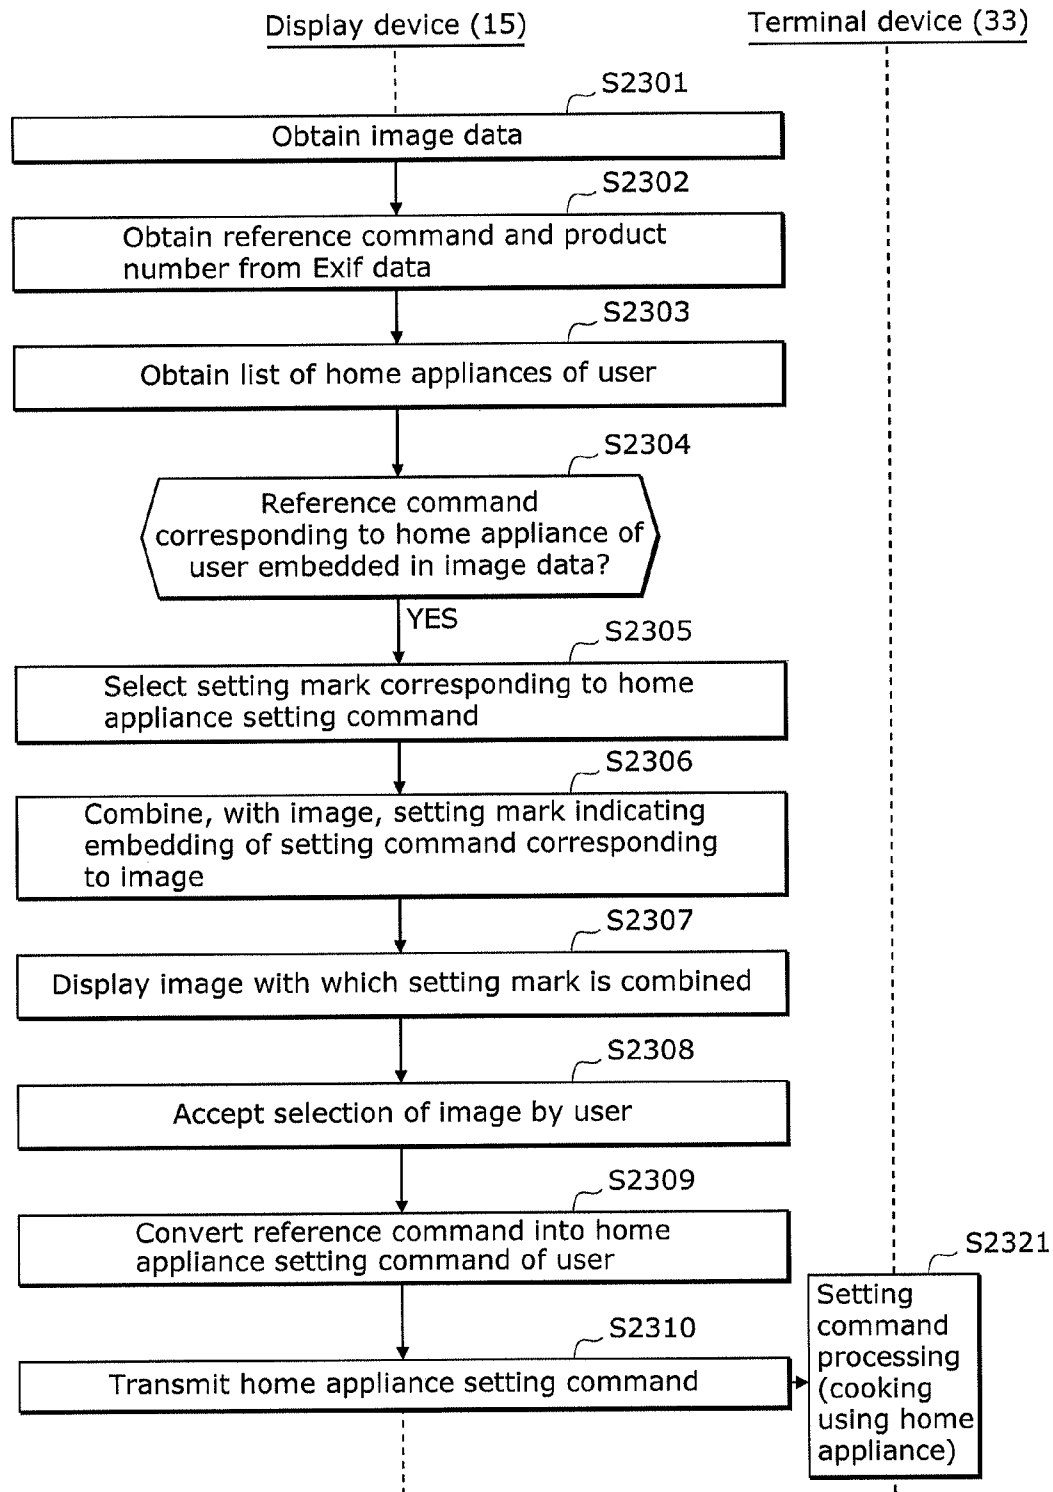 Display device (15)
Terminal device (33)
S2301
Obtain image data
S2302
Obtain reference command and product
number from Exif data
S2303
Obtain list of home appliances of user
S2304
Reference command
corresponding to home appliance of
user embedded in image data?
YES
S2305
Select setting mark corresponding to home
appliance setting command
S2306
Combine, with image, setting mark indicating
embedding of setting command corresponding
to image
S2307
Display image with which setting mark is combined
S2308
Accept selection of image by user
S2309
Convert reference command into home
appliance setting command of user
S2310
Transmit home appliance setting command
S2321
Setting
command
processing
(cooking
using home
appliance)